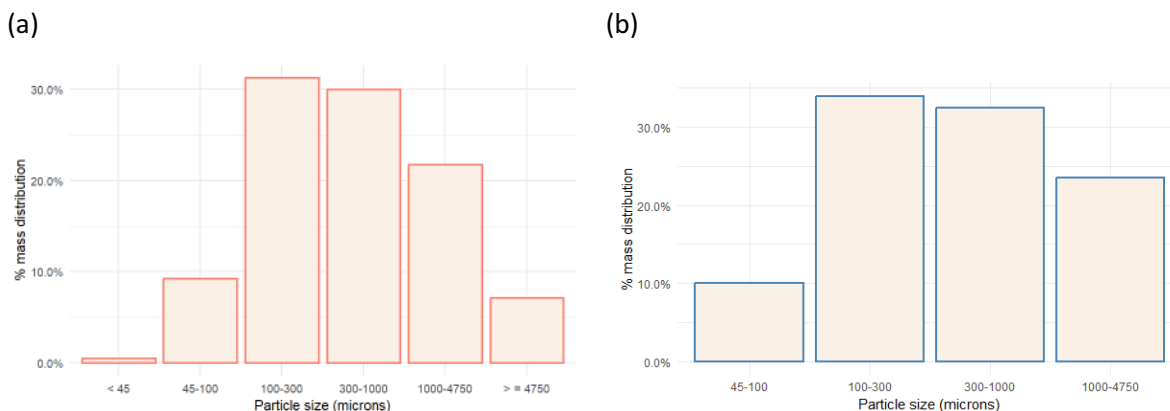 (a)
% mass distribution
30.0%
20.0%
10.0%
0.0%
< 45
45-100
100-300
300-1000
1000-4750
> = 4750
Particle size (microns)
(b)
% mass distribution
30.0%
20.0%
10.0%
0.0%
45-100
100-300
300-1000
1000-4750
Particle size (microns)